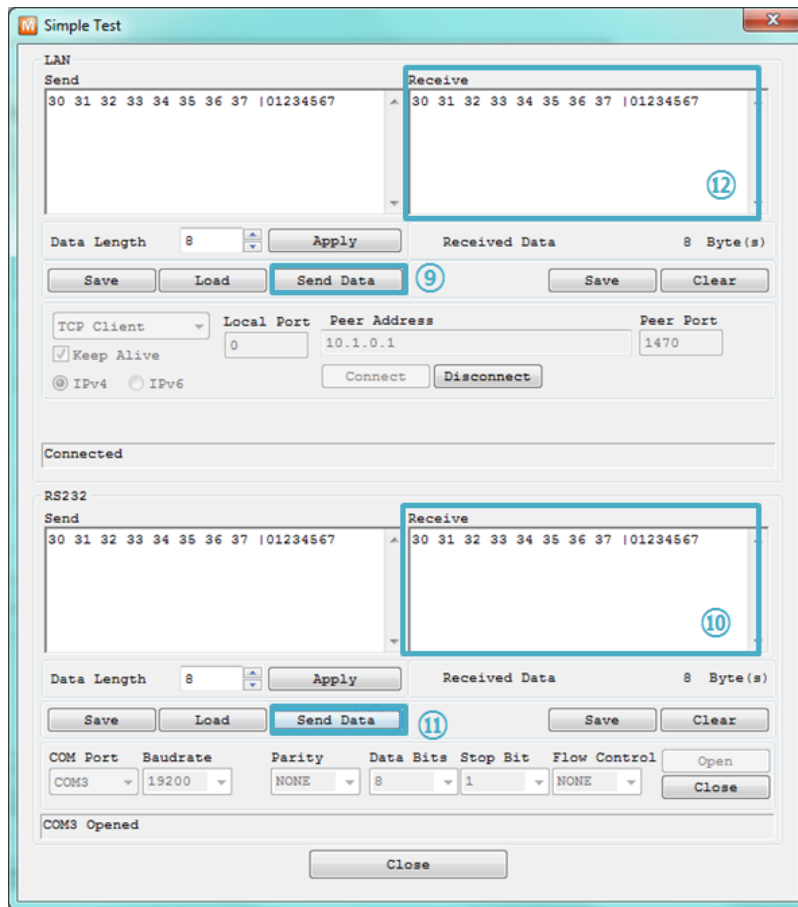 M Simple Test x
LAN
Send Receive
30 31 32 33 34 35 36 37 |01234567 30 31 32 33 34 35 36 37 |01234567
⑫
Data Length 8 Apply Received Data 8 Byte(s)
Save Load Send Data ⑨ Save Clear
TCP Client Local Port Peer Address Peer Port
Keep Alive 0 10.1.0.1 1470
IPv4 IPv6 Connect Disconnect
Connected
RS232
Send Receive
30 31 32 33 34 35 36 37 |01234567 30 31 32 33 34 35 36 37 |01234567
⑩
Data Length 8 Apply Received Data 8 Byte(s)
Save Load Send Data ⑪ Save Clear
COM Port Baudrate Parity Data Bits Stop Bit Flow Control Open
COM3 19200 NONE 8 1 NONE Close
COM3 Opened
Close